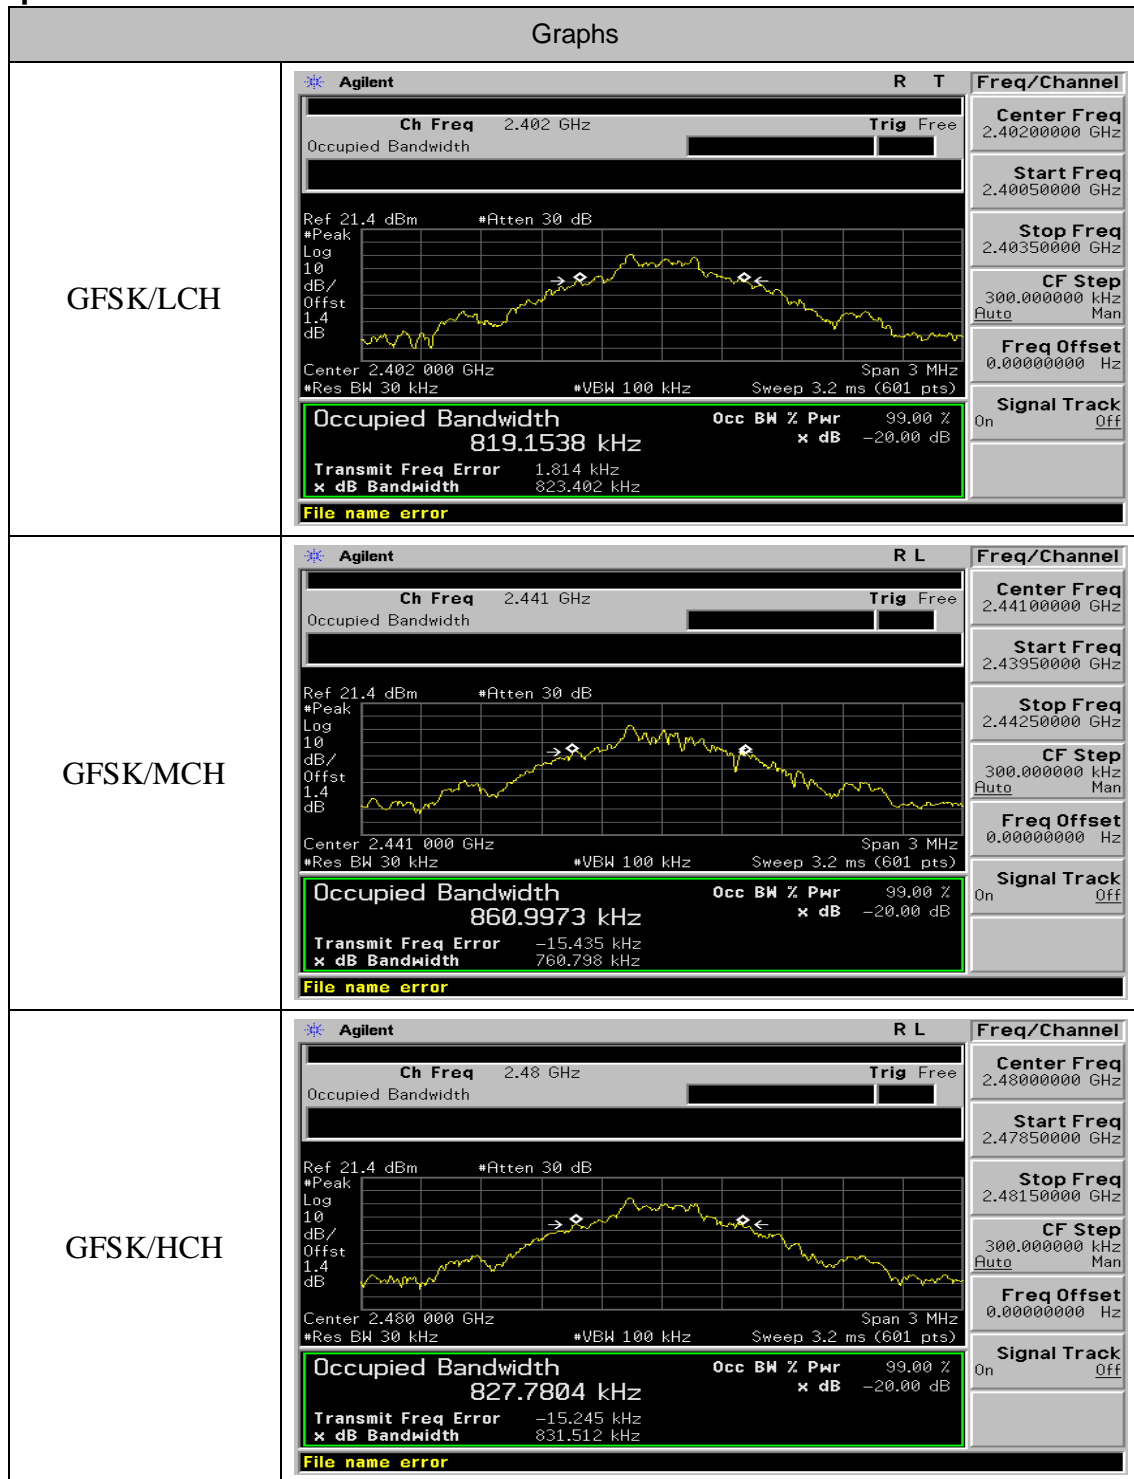 Graphs
GFSK/LCH
Agilent R T Freq/Channel
Ch Freq 2.402 GHz Trig Free
Occupied Bandwidth
Center Freq
2.40200000 GHz
Start Freq
2.40050000 GHz
Stop Freq
2.40350000 GHz
CF Step
300.000000 kHz
Auto Man
Freq Offset
0.00000000 Hz
Signal Track
On Off
Ref 21.4 dBm #Atten 30 dB
#Peak
Log
10
dB/
Offst
1.4
dB
Center 2.402 000 GHz Span 3 MHz
#Res BW 30 kHz #VBW 100 kHz Sweep 3.2 ms (601 pts)
Occupied Bandwidth Occ BW % Pwr 99.00 %
819.1538 kHz x dB -20.00 dB
Transmit Freq Error 1.814 kHz
x dB Bandwidth 823.402 kHz
File name error
GFSK/MCH
Agilent R L Freq/Channel
Ch Freq 2.441 GHz Trig Free
Occupied Bandwidth
Center Freq
2.44100000 GHz
Start Freq
2.43950000 GHz
Stop Freq
2.44250000 GHz
CF Step
300.000000 kHz
Auto Man
Freq Offset
0.00000000 Hz
Signal Track
On Off
Ref 21.4 dBm #Atten 30 dB
#Peak
Log
10
dB/
Offst
1.4
dB
Center 2.441 000 GHz Span 3 MHz
#Res BW 30 kHz #VBW 100 kHz Sweep 3.2 ms (601 pts)
Occupied Bandwidth Occ BW % Pwr 99.00 %
860.9973 kHz x dB -20.00 dB
Transmit Freq Error -15.435 kHz
x dB Bandwidth 760.798 kHz
File name error
GFSK/HCH
Agilent R L Freq/Channel
Ch Freq 2.48 GHz Trig Free
Occupied Bandwidth
Center Freq
2.48000000 GHz
Start Freq
2.47850000 GHz
Stop Freq
2.48150000 GHz
CF Step
300.000000 kHz
Auto Man
Freq Offset
0.00000000 Hz
Signal Track
On Off
Ref 21.4 dBm #Atten 30 dB
#Peak
Log
10
dB/
Offst
1.4
dB
Center 2.480 000 GHz Span 3 MHz
#Res BW 30 kHz #VBW 100 kHz Sweep 3.2 ms (601 pts)
Occupied Bandwidth Occ BW % Pwr 99.00 %
827.7804 kHz x dB -20.00 dB
Transmit Freq Error -15.245 kHz
x dB Bandwidth 831.512 kHz
File name error